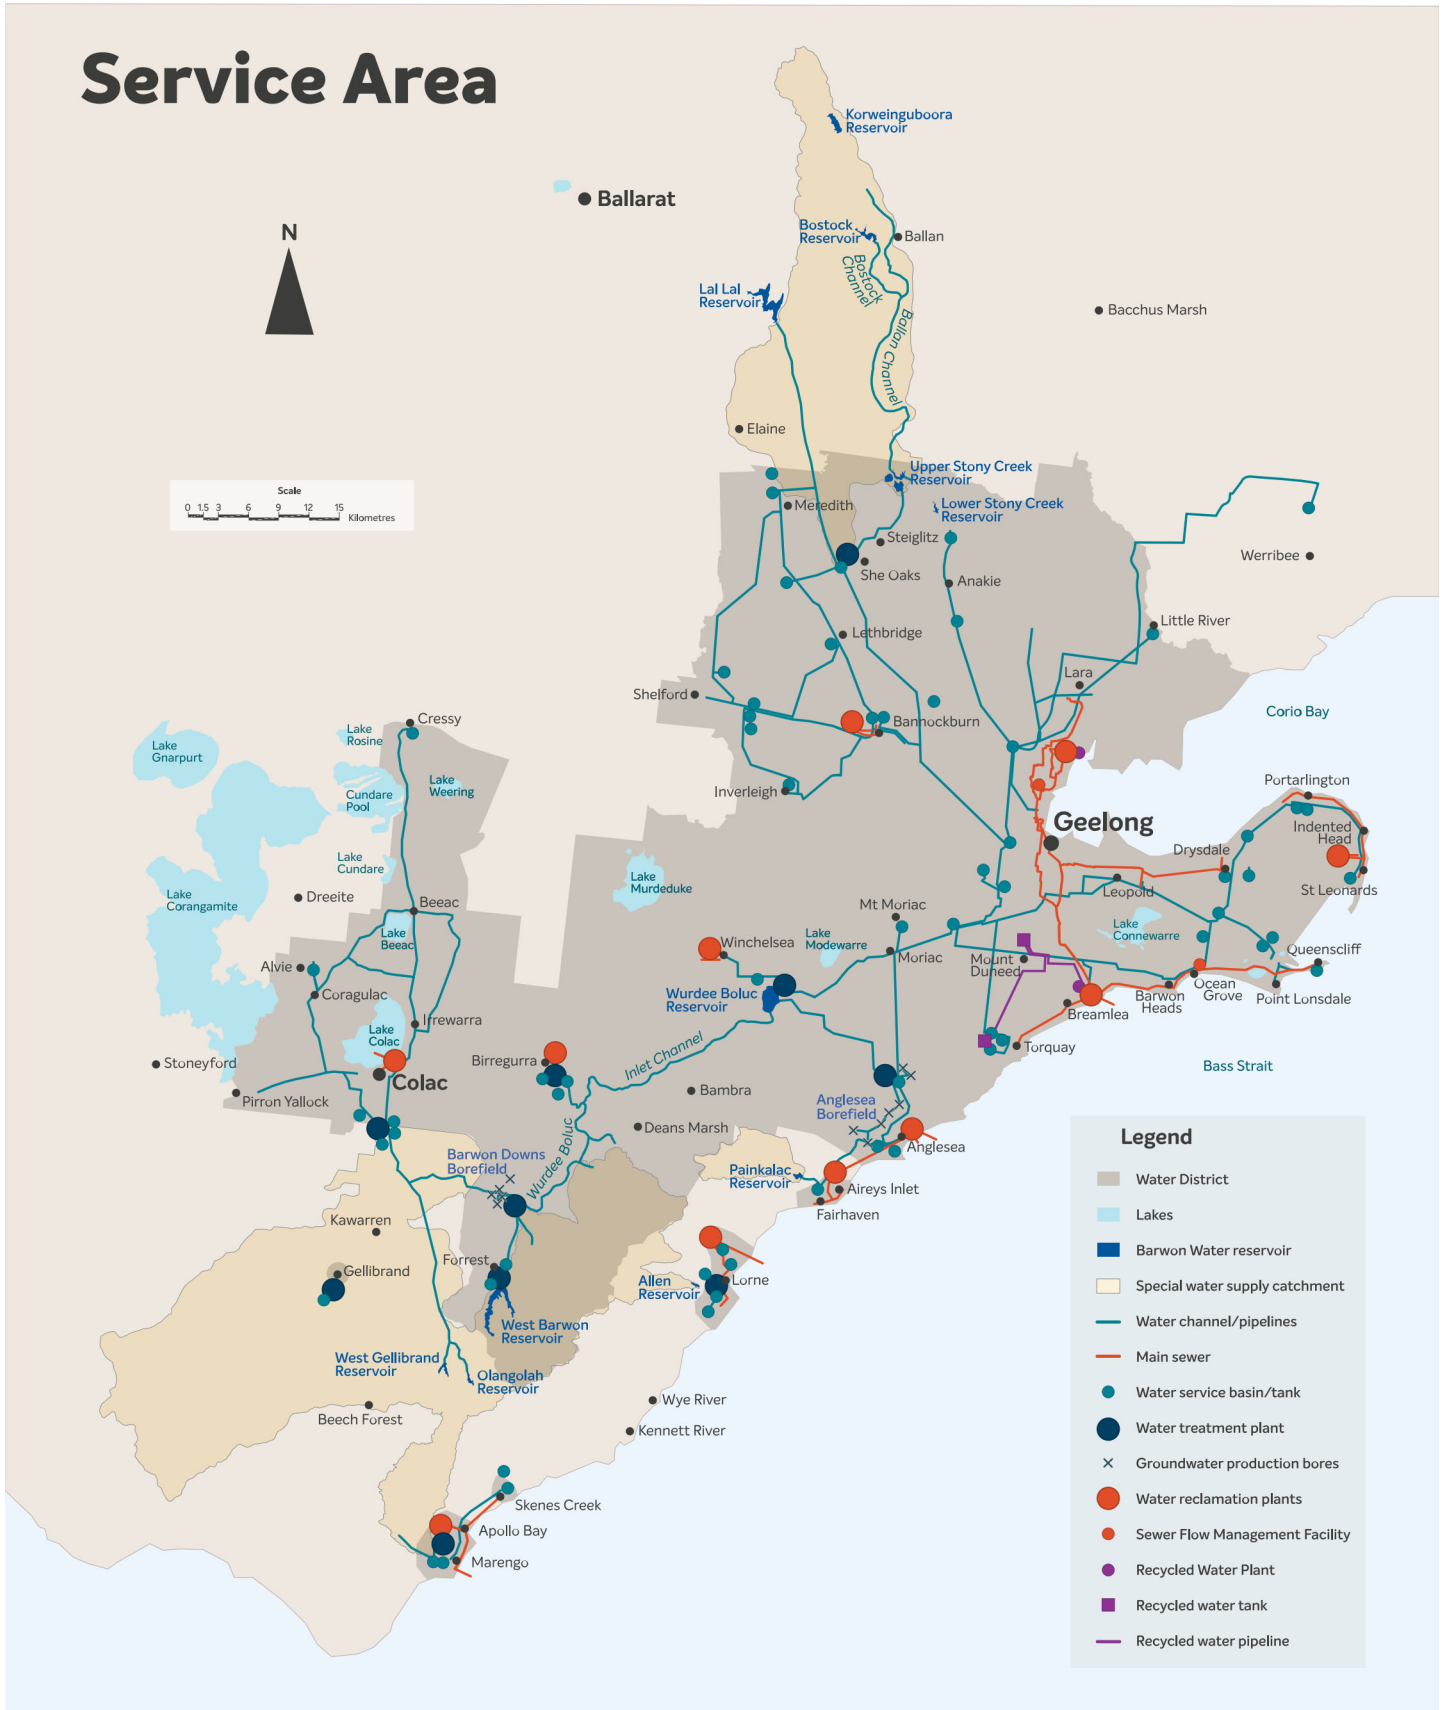 Service Area
Korweinguboora
Reservoir
Ballarat
N
Bostock
Reservoir
Ballan
Bostock
Channel
Lal Lal
Reservoir
Bacchus Marsh
Ballan Channel
Elaine
Upper Stony Creek
Reservoir
Scale
0 1.5 3 6 9 12 15
Kilometres
Meredith
Lower Stony Creek
Reservoir
Steiglitz
Werribee
She Oaks
Anakie
Little River
Lethbridge
Lara
Shelford
Corio Bay
Cressy
Bannockburn
Lake
Rosine
Lake
Gnarpurt
Lake
Weering
Cundare
Pool
Inverleigh
Portarlington
Geelong
Indented
Head
Drysdale
Lake
Cundare
Lake
Murdeduke
Leopold
St Leonards
Dreeite
Lake
Corangamite
Beeac
Mt Moriac
Lake
Beeac
Lake
Modewarre
Lake
Connewarre
Winchelsea
Queenscliff
Moriac
Mount
Duneed
Alvie
Coragulac
Wurdee Boluc
Reservoir
Ocean
Grove
Barwon
Heads
Point Lonsdale
Breamlea
Irrewarra
Lake
Colac
Torquay
Inlet Channel
Stoneyford
Birregurra
Bass Strait
Colac
Bambra
Pirron Yallock
Anglesea
Borefield
Deans Marsh
Anglesea
Wurdee Boluc
Barwon Downs
Borefield
Painkalac
Reservoir
Aireys Inlet
Fairhaven
Kawarren
Forrest
Gellibrand
Allen
Reservoir
Lorne
West Barwon
Reservoir
West Gellibrand
Reservoir
Olangolah
Reservoir
Wye River
Beech Forest
Kennett River
Skenes Creek
Apollo Bay
Marengo
Legend
Water District
Lakes
Barwon Water reservoir
Special water supply catchment
Water channel/pipelines
Main sewer
Water service basin/tank
Water treatment plant
Groundwater production bores
Water reclamation plants
Sewer Flow Management Facility
Recycled Water Plant
Recycled water tank
Recycled water pipeline